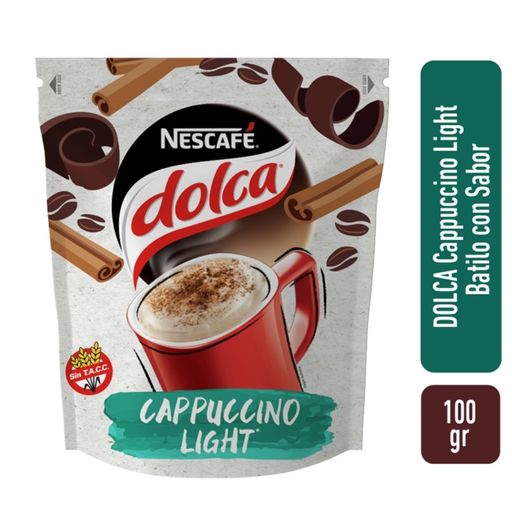 NESCAFÉ
dolca®
Sin T.A.C.C.
CAPPUCCINO
LIGHT*
DOLCA Cappuccino Light
Batilo con Sabor
100
gr